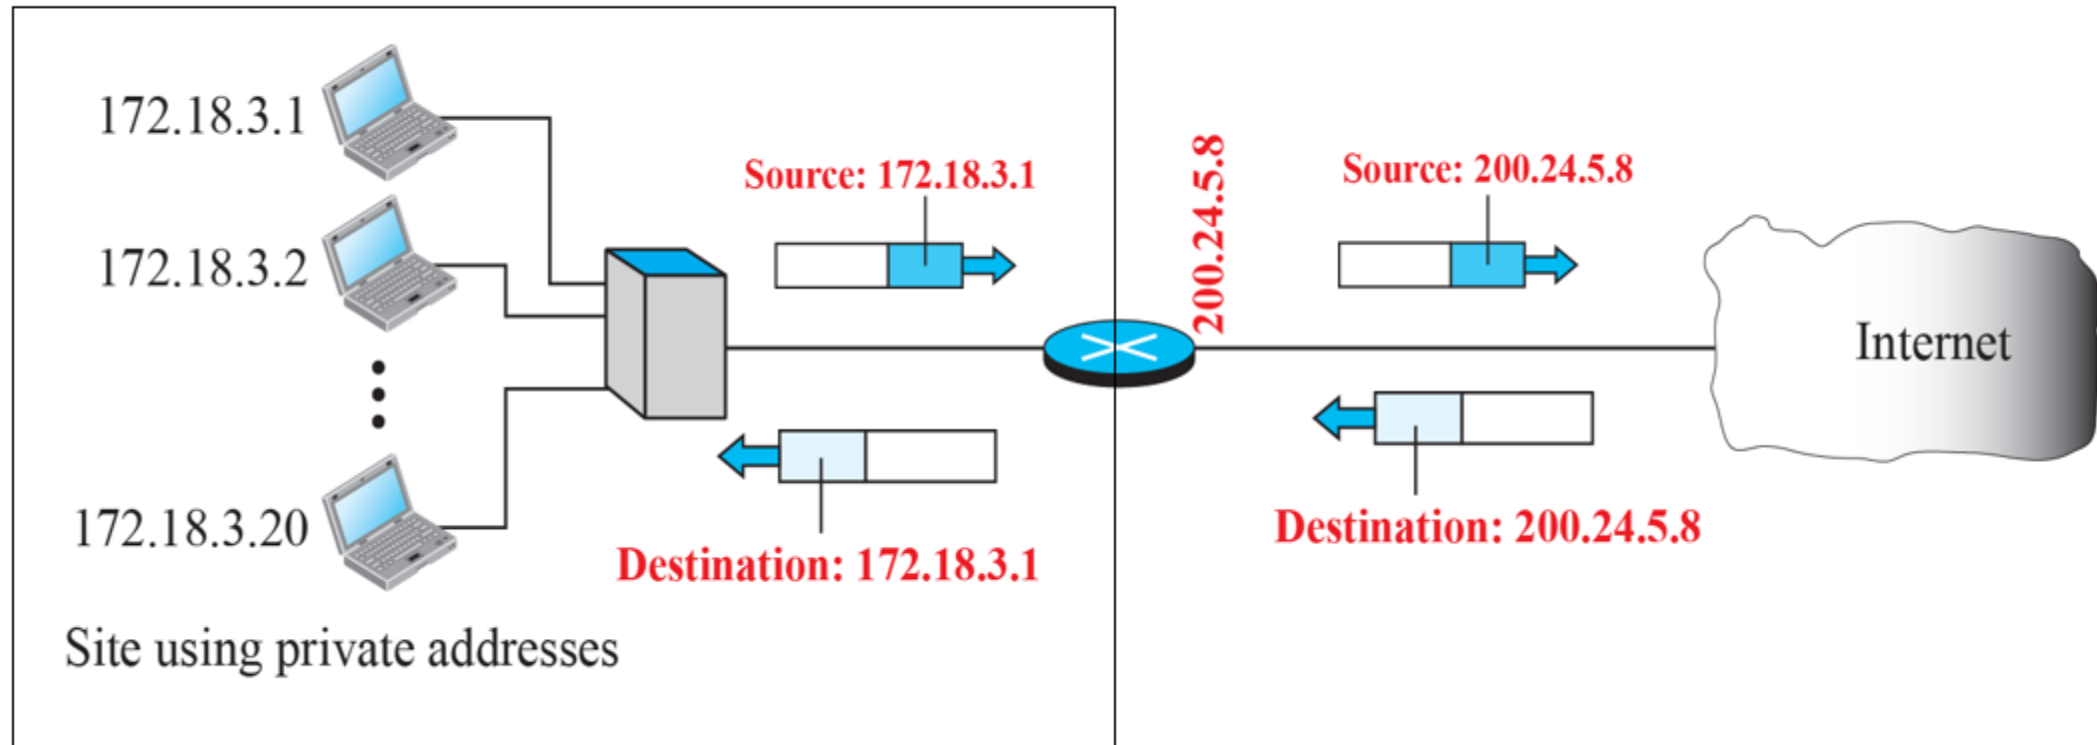 172.18.3.1
172.18.3.2
172.18.3.20
Site using private addresses
Source: 172.18.3.1
Destination: 172.18.3.1
200.24.5.8
Source: 200.24.5.8
Destination: 200.24.5.8
Internet